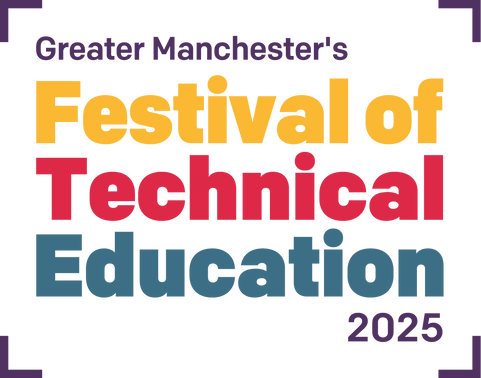 Greater Manchester's
Festival of
Technical
Education
2025